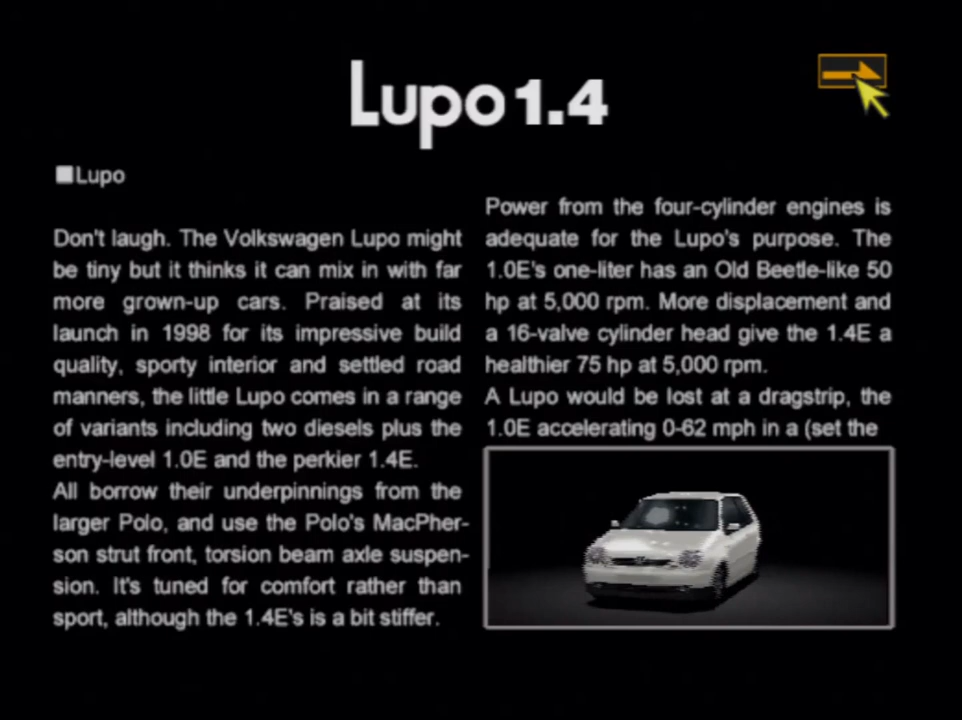 Lupo 1.4
■Lupo
Don't laugh. The Volkswagen Lupo might
be tiny but it thinks it can mix in with far
more grown-up cars. Praised at its
launch in 1998 for its impressive build
quality, sporty interior and settled road
manners, the little Lupo comes in a range
of variants including two diesels plus the
entry-level 1.0E and the perkier 1.4E.
All borrow their underpinnings from the
larger Polo, and use the Polo's MacPher-
son strut front, torsion beam axle suspen-
sion. It's tuned for comfort rather than
sport, although the 1.4E's is a bit stiffer.
Power from the four-cylinder engines is
adequate for the Lupo's purpose. The
1.0E's one-liter has an Old Beetle-like 50
hp at 5,000 rpm. More displacement and
a 16-valve cylinder head give the 1.4E a
healthier 75 hp at 5,000 rpm.
A Lupo would be lost at a dragstrip, the
1.0E accelerating 0-62 mph in a (set the